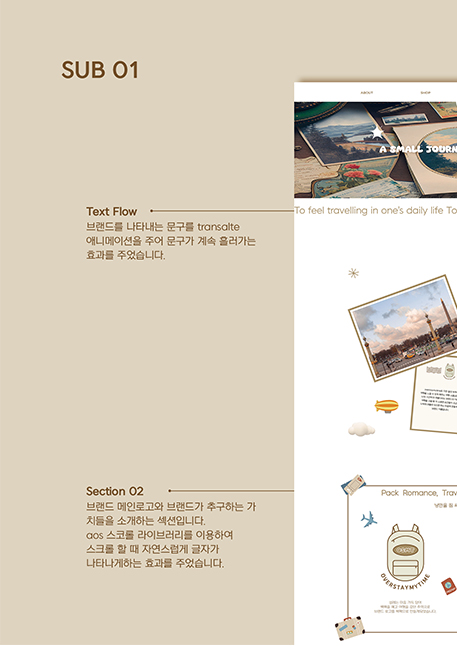 SUB 01
ABOUT
SHOP
A SMALL JOURN
Text Flow
브랜드를 나타내는 문구를 transalte
애니메이션을 주어 문구가 계속 흘러가는
효과를 주었습니다.
To feel travelling in one's daily life To
Section 02
브랜드 메인로고와 브랜드가 추구하는 가
치들을 소개하는 섹션입니다.
aos 스코롤 라이브러리를 이용하여
스크롤 할 때 자연스럽게 글자가
나타나게하는 효과를 주었습니다.
Pack Romance, Trav
OVERSTAYMYTIME